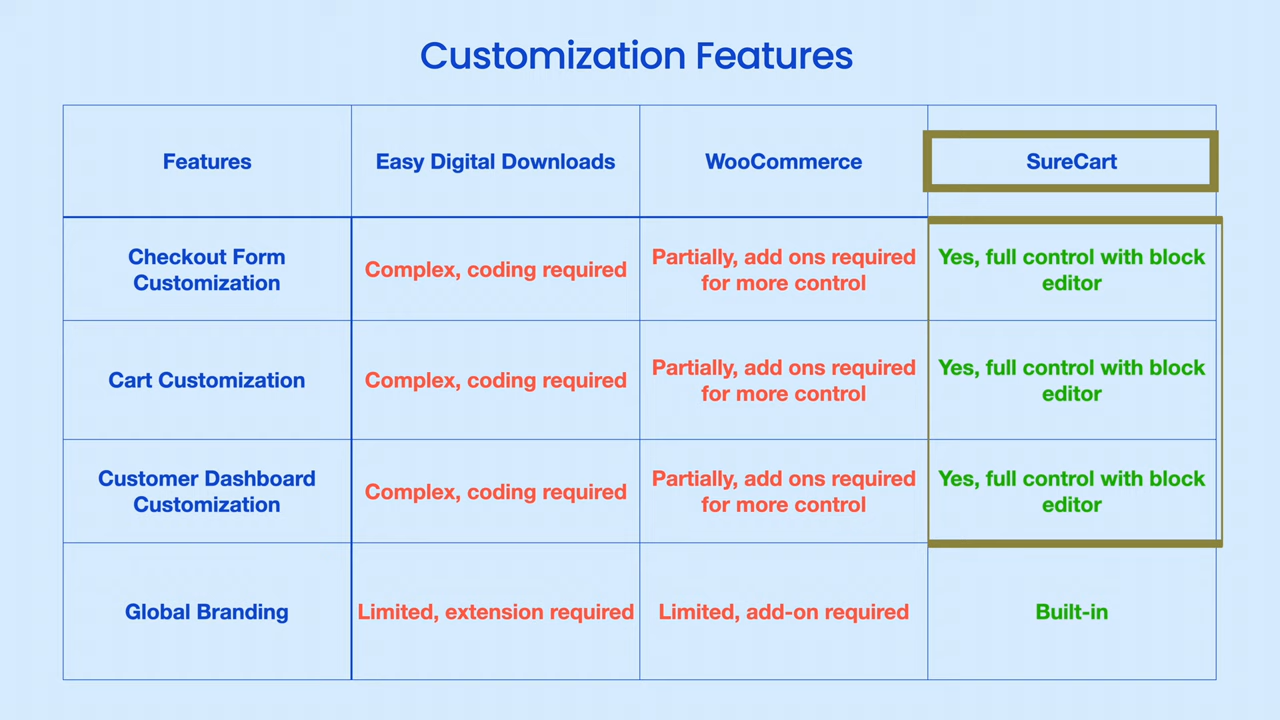 Customization Features
Features
Easy Digital Downloads
WooCommerce
SureCart
Checkout Form
Customization
Complex, coding required
Partially, add ons required
for more control
Yes, full control with block
editor
Cart Customization
Complex, coding required
Partially, add ons required
for more control
Yes, full control with block
editor
Customer Dashboard
Customization
Complex, coding required
Partially, add ons required
for more control
Yes, full control with block
editor
Global Branding
Limited, extension required
Limited, add-on required
Built-in